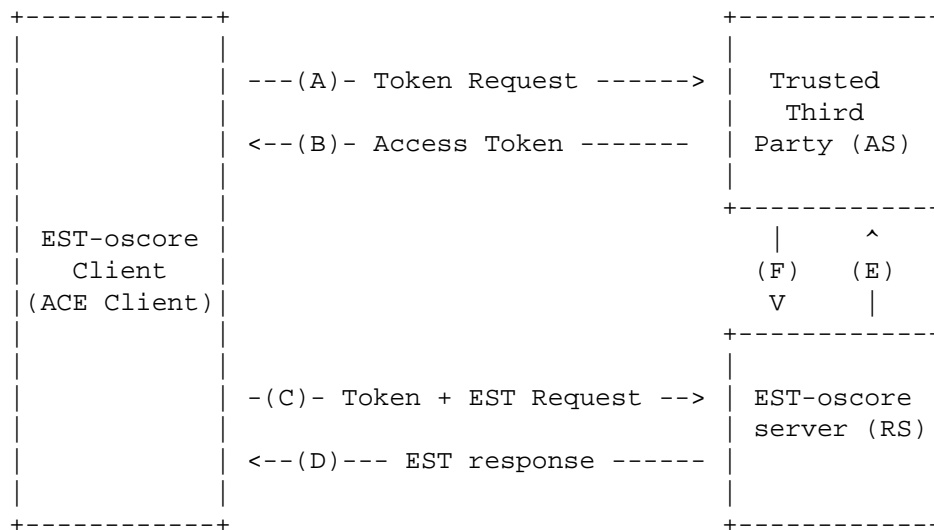 ---(A)- Token Request ------> Trusted
Third
<--(B)- Access Token ------- Party (AS)
EST-oscore
Client (F) (E)
(ACE Client) V
-(C)- Token + EST Request --> EST-oscore
server (RS)
<--(D)--- EST response ------